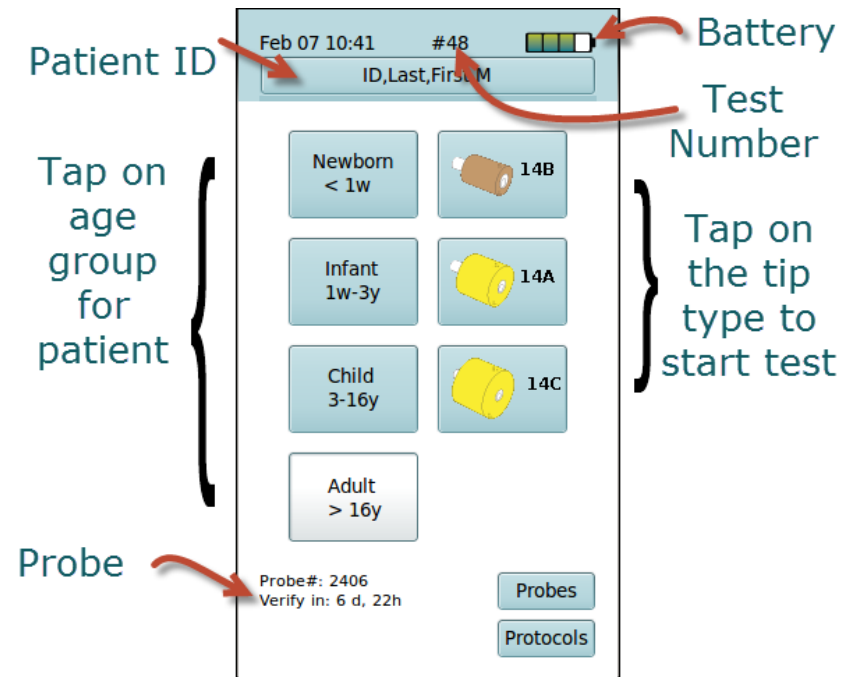 Feb 07 10:41 #48
ID,Last,First M
Patient ID
Battery
Test
Number
Tap on
age
group
for
patient
Newborn
< 1w
14B
Infant
1w-3y
14A
Child
3-16y
14C
Adult
> 16y
Tap on
the tip
type to
start test
Probe
Probe#: 2406
Verify in: 6 d, 22h
Probes
Protocols